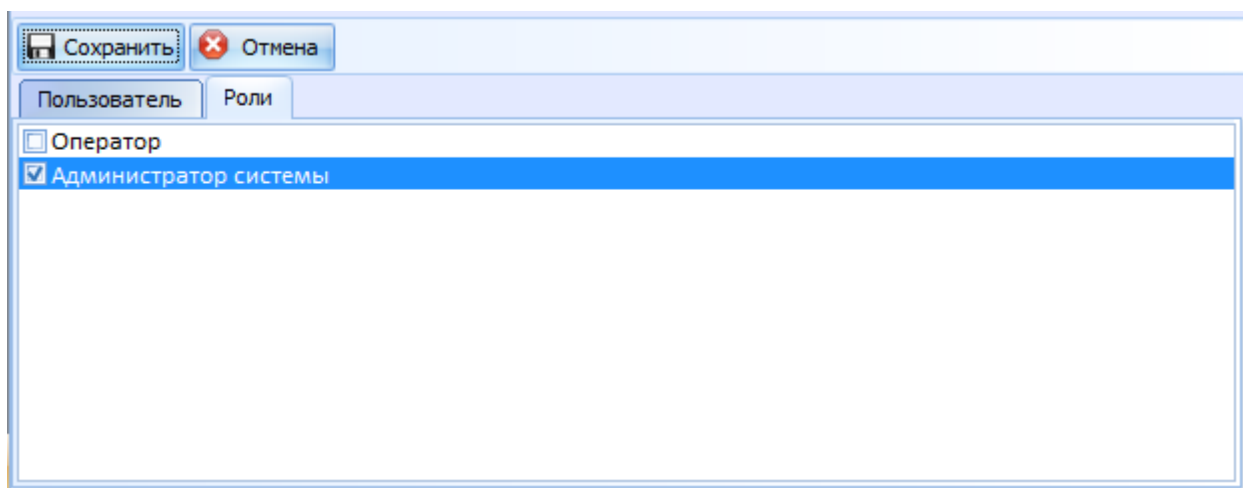 Сохранить Отмена
Пользователь Роли
Оператор
Администратор системы